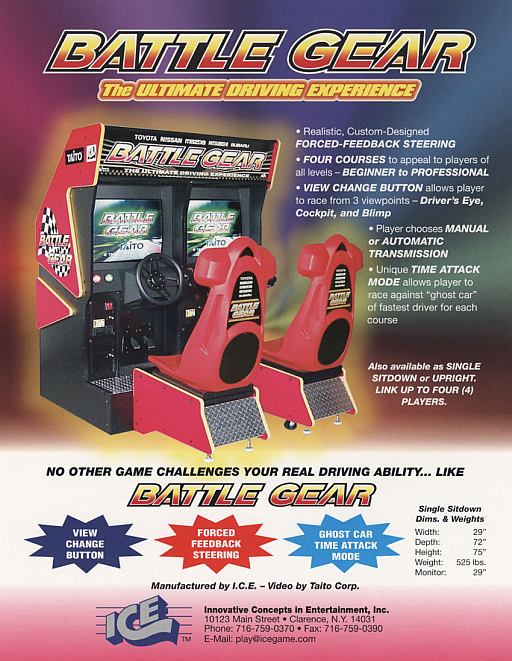 BATTLE GEAR
The ULTIMATE DRIVING EXPERIENCE
• Realistic, Custom-Designed
FORCED-FEEDBACK STEERING
• FOUR COURSES to appeal to players of
all levels – BEGINNER to PROFESSIONAL
• VIEW CHANGE BUTTON allows player
to race from 3 viewpoints – Driver's Eye,
Cockpit, and Blimp
• Player chooses MANUAL
or AUTOMATIC
TRANSMISSION
• Unique TIME ATTACK
MODE allows player to
race against "ghost car"
of fastest driver for each
course
Also available as SINGLE
SITDOWN or UPRIGHT.
LINK UP TO FOUR (4)
PLAYERS.
TOYOTA NISSAN MAZDA MITSUBISHI SUBARU
TAITO
BATTLE GEAR
THE ULTIMATE DRIVING EXPERIENCE
BATTLE
GEAR
TAITO
BATTLE
GEAR
TAITO
BATTLE
GEAR
BATTLE
GEAR
BATTLE
GEAR
NO OTHER GAME CHALLENGES YOUR REAL DRIVING ABILITY... LIKE
BATTLE GEAR
VIEW
CHANGE
BUTTON
FORCED
FEEDBACK
STEERING
GHOST CAR
TIME ATTACK
MODE
Single Sitdown
Dims. & Weights
Width: 29"
Depth: 72"
Height: 75"
Weight: 525 lbs.
Monitor: 29"
Manufactured by I.C.E. – Video by Taito Corp.
ICE TM
Innovative Concepts in Entertainment, Inc.
10123 Main Street • Clarence, N.Y. 14031
Phone: 716-759-0370 • Fax: 716-759-0390
E-Mail: play@icegame.com